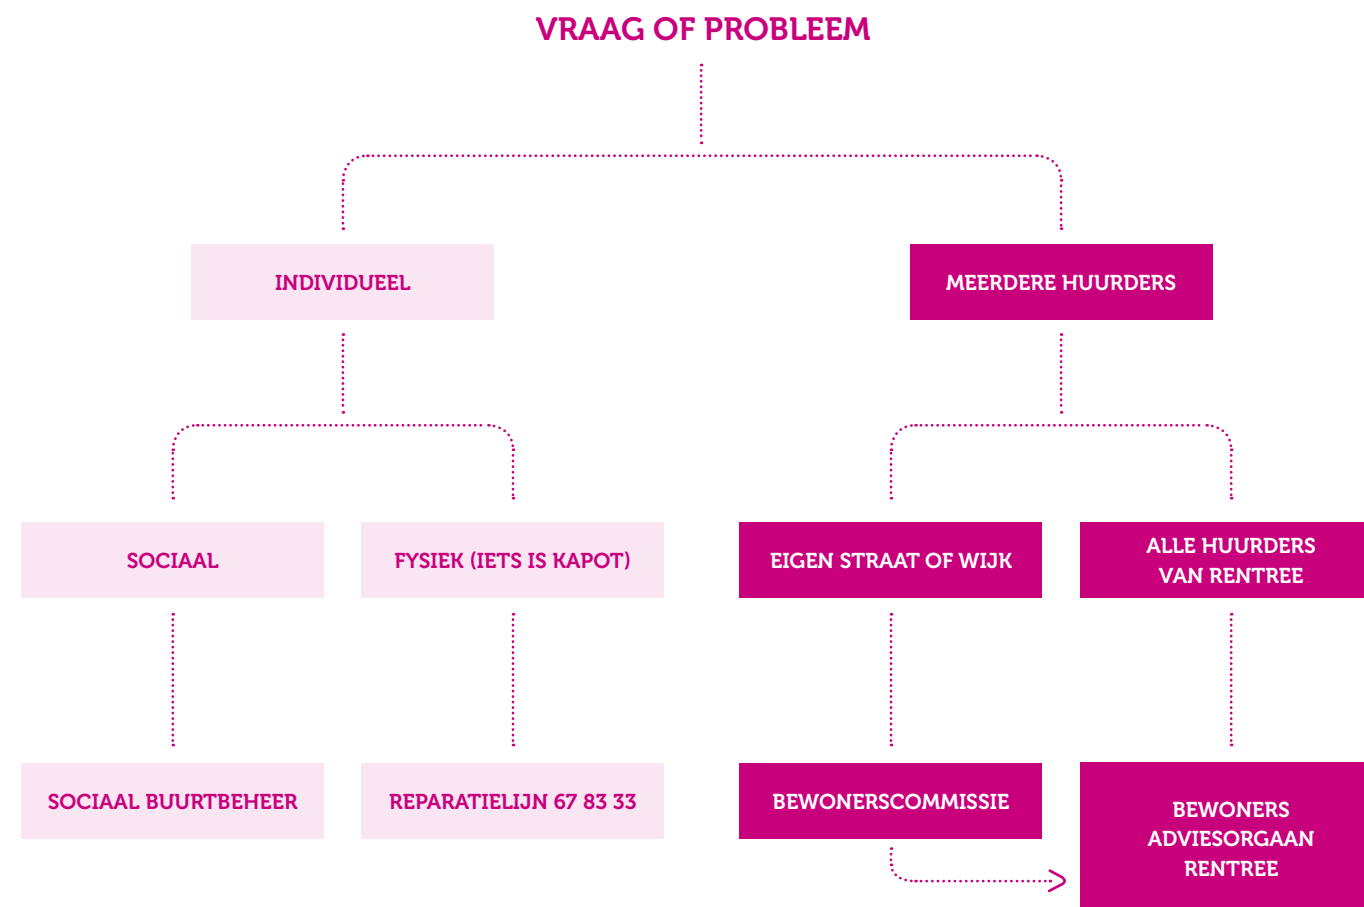 VRAAG OF PROBLEEM
INDIVIDUEEL
MEERDERE HUURDERS
SOCIAAL
FYSIEK (IETS IS KAPOT)
EIGEN STRAAT OF WIJK
ALLE HUURDERS
VAN RENTREE
SOCIAAL BUURTBEHEER
REPARATIELIJN 67 83 33
BEWONERSCOMMISSIE
BEWONERS
ADVIESORGAAN
RENTREE